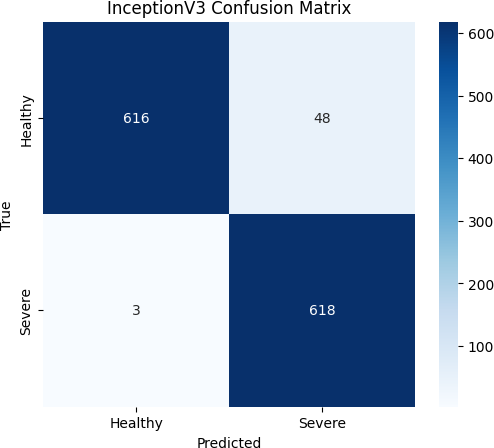 InceptionV3 Confusion Matrix
Healthy
616
48
600
500
400
300
200
100
True
Severe
3
618
Healthy
Severe
Predicted